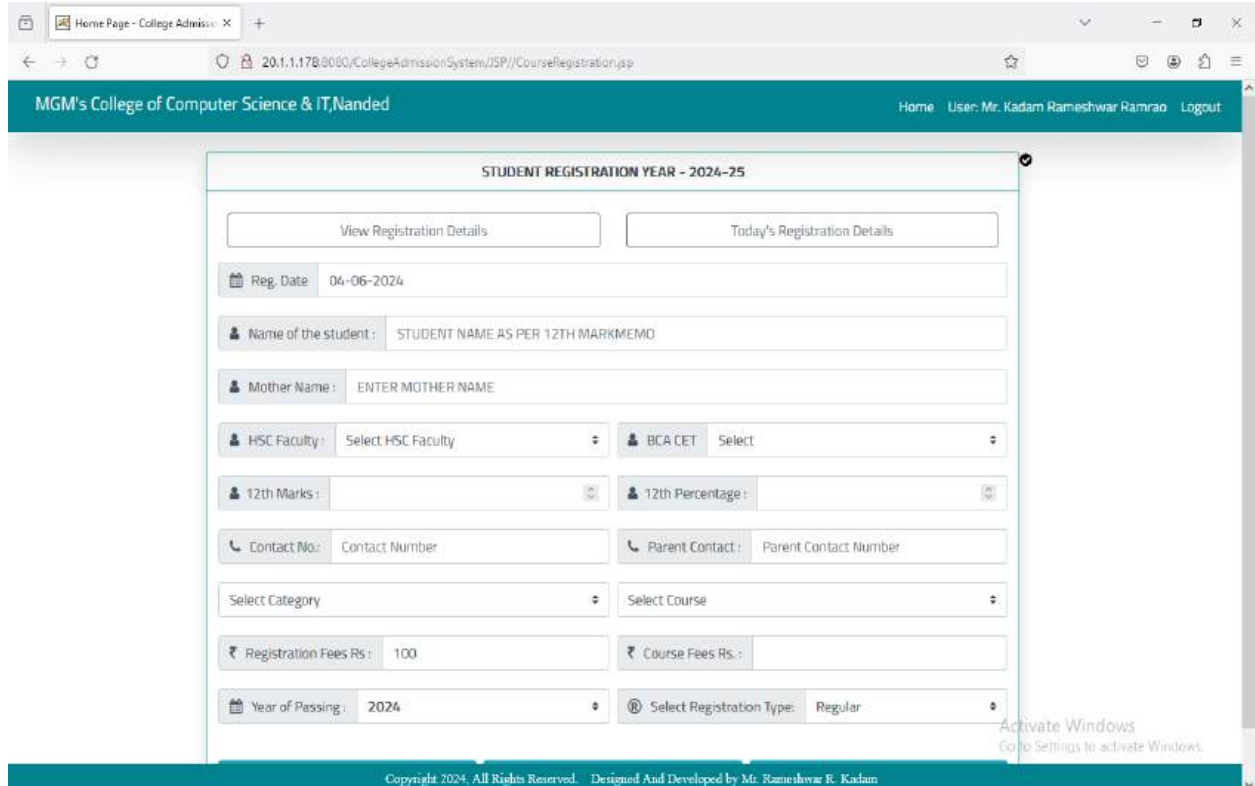 Home Page - College Admissi
20.1.1.178:8080/CollegeAdmissionSystem/JSP//CourseRegistration.jsp
MGM's College of Computer Science & IT,Nanded
Home User: Mr. Kadam Rameshwar Ramrao Logout
STUDENT REGISTRATION YEAR - 2024-25
View Registration Details
Today's Registration Details
Reg. Date 04-06-2024
Name of the student : STUDENT NAME AS PER 12TH MARKMEMO
Mother Name : ENTER MOTHER NAME
HSC Faculty : Select HSC Faculty
BCA CET Select
12th Marks :
12th Percentage :
Contact No.: Contact Number
Parent Contact : Parent Contact Number
Select Category
Select Course
₹ Registration Fees Rs : 100
₹ Course Fees Rs. :
Year of Passing : 2024
® Select Registration Type: Regular
Activate Windows
Go to Settings to activate Windows.
Copyright 2024, All Rights Reserved. Designed And Developed by Mr. Rameshwar R. Kadam